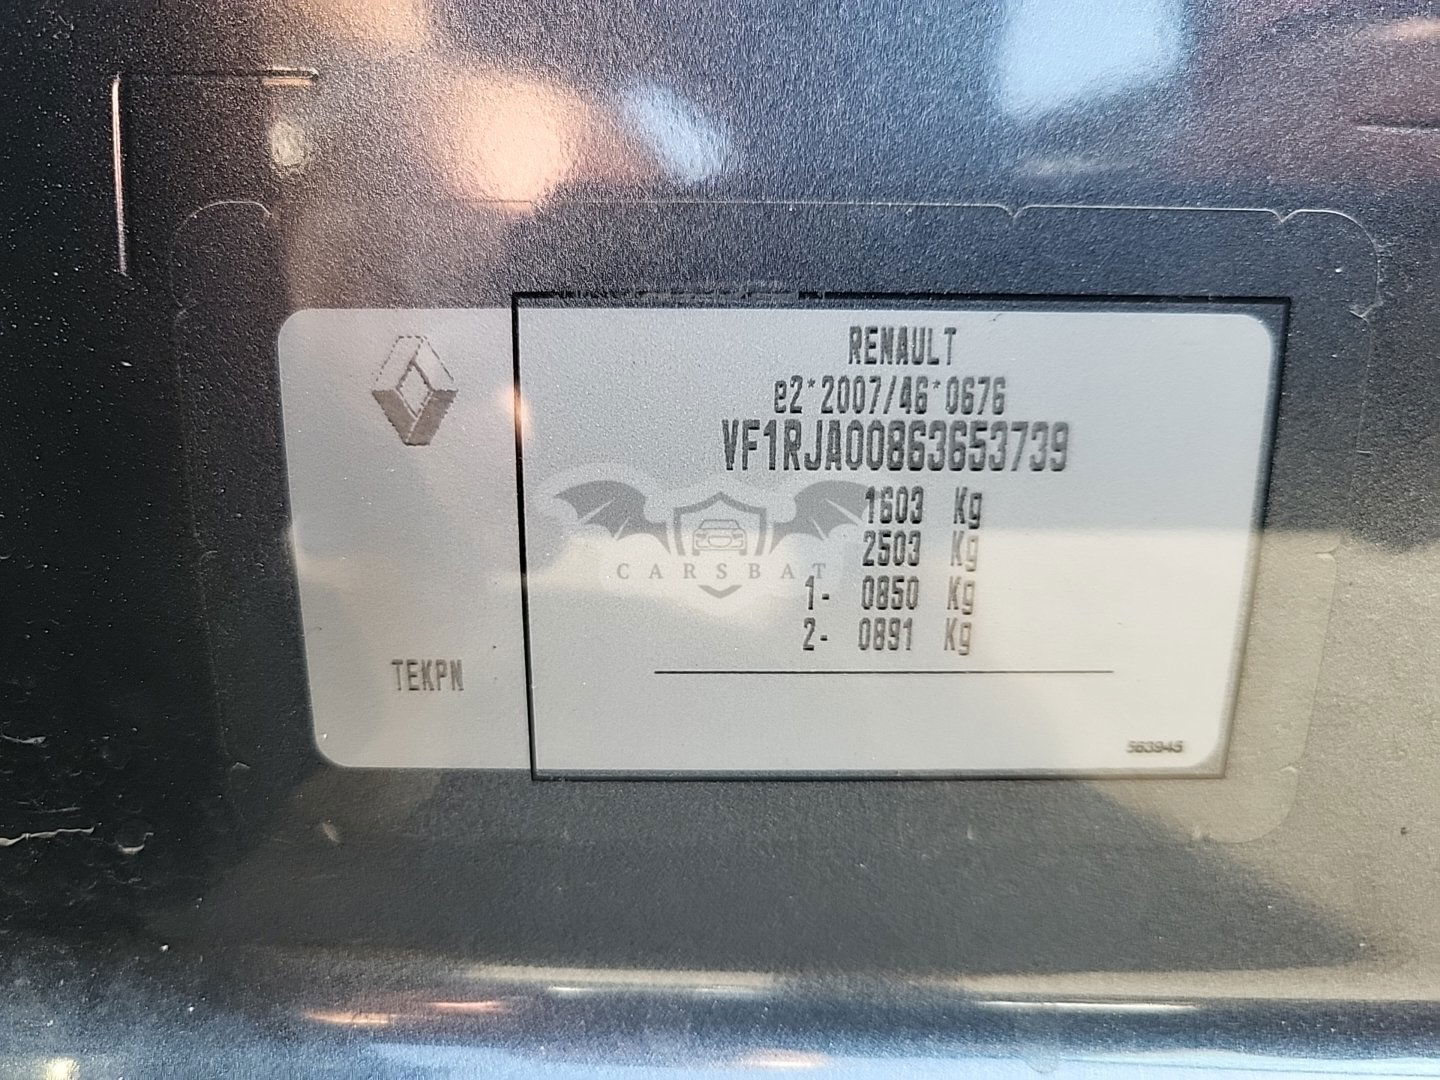 RENAULT
e2*2007/46*0676
VF1RJA00863653739
1603 Kg
2503 Kg
1- 0850 Kg
2- 0891 Kg
CARSBAT
TEKPN
563945